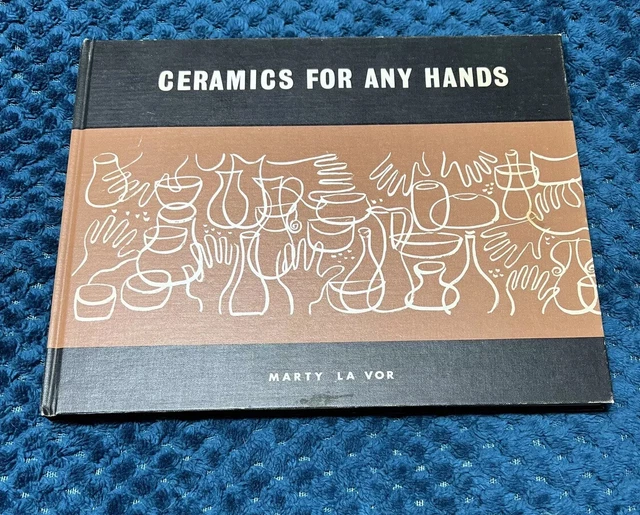 CERAMICS FOR ANY HANDS
MARTY LA VOR